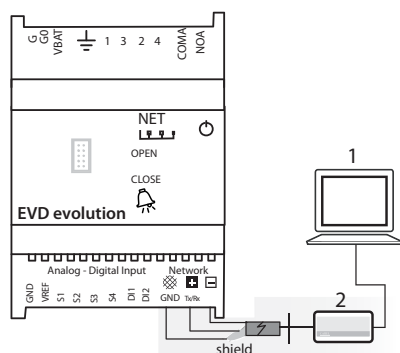 G G0 VBAT 1 3 2 4 COMA NOA
NET
OPEN
CLOSE
EVD evolution
Analog - Digital Input Network
GND VREF S1 S2 S3 S4 DI1 DI2 GND Tx/Rx
shield
1
2